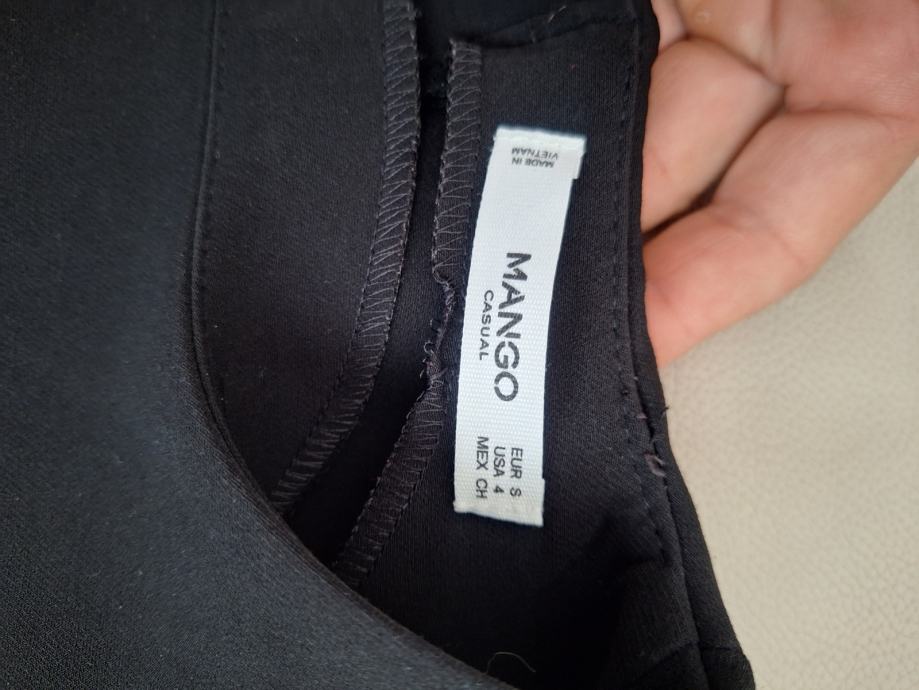 MADE IN
VIETNAM
MANGO
CASUAL
EUR S
USA 4
MEX CH